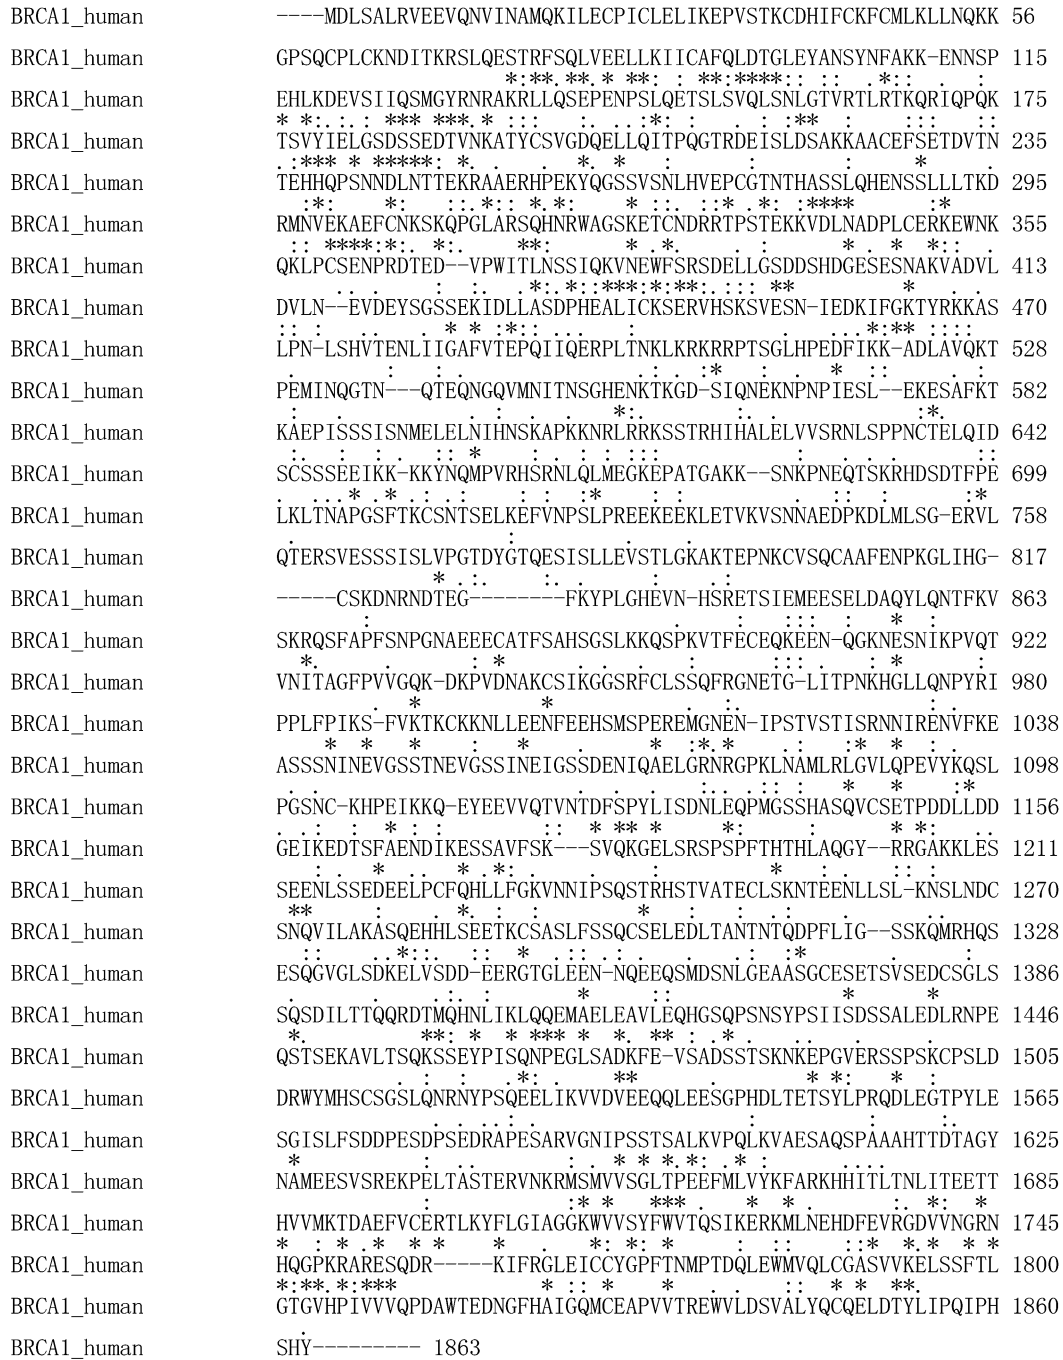 BRCA1_human ----MDLSALRVEEVQNVINAMQKILECPICLELIKEPVSTKCDHIFCKFCMLKLLNQKK 56
BRCA1_human GPSQCPLCKNDITKRSLQESTRFSQLVEELLKIICAFQLDTGLEYANSYNFAKK-ENNSP 115
BRCA1_human EHLKDEVSIIQSMGYRNRAKRLLQSEPENPSLQETSLSVQLSNLGTVRTLRTKQRIQPQK 175
BRCA1_human TSVYIELGSDSSEDTVNKATYCSVGDQELLQITPQGTRDEISLDSAKKAACEFSETDVTN 235
BRCA1_human TEHHQPSNNDLNTTEKRAAERHPEKYQGSSVSNLHVEPCGTNTHASSLQHENSSLLLTKD 295
BRCA1_human RMNVEKAEFCNKSKQPGLARSQHNRWAGSKETCNDRRTPSTEKKVDLNADPLCERKEWNK 355
BRCA1_human QKLPCSENPRDTED--VPWITLNSSIQKVNEWFSRSDELLGSDDSHDGESESNAKVADVL 413
BRCA1_human DVLN--EVDEYSGSSEKIDLLASDPHEALICKSERVHSKSVESN-IEDKIFGKTYRKKAS 470
BRCA1_human LPN-LSHVTENLIIGAFVTEPQIIQERPLTNKLKRKRRPTSGLHPEDFIKK-ADLAVQKT 528
BRCA1_human PEMINQGTN---QTEQNGQVMNITNSGHENKTKGD-SIQNEKNPNPIESL--EKESAFKT 582
BRCA1_human KAEPISSSISNMELELNIHNSKAPKKNRLRRKSSTRHIHALELVVSRNLSPPNCTELQID 642
BRCA1_human SCSSSEEIKK-KKYNQMPVRHSRNLQLMEGKEPATGAKK--SNKPNEQTSKRHDSDTFPE 699
BRCA1_human LKLTNAPGSFTKCSNTSELKEFVNPSLPREEKEEKLETVKVSNNAEDPKDLMLSG-ERVL 758
BRCA1_human QTERSVESSSISLVPGTDYGTQESISLLEVSTLGKAKTEPNKCVSQCAAFENPKGLIHG- 817
BRCA1_human -----CSKDNRNDTEG--------FKYPLGHEVN-HSRETSIEMEESELDAQYLQNTFKV 863
BRCA1_human SKRQSFAPFSNPGNAEEECATFSAHSGSLKKQSPKVTFECEQKEEN-QGKNESNIKPVQT 922
BRCA1_human VNITAGFPVVGQK-DKPVDNAKCSIKGGSRFCLSSQFRGNETG-LITPNKHGLLQNPYRI 980
BRCA1_human PPLFPIKS-FVKTKCKKNLLEENFEEHSMSPEREMGNEN-IPSTVSTISRNNIRENVFKE 1038
BRCA1_human ASSSNINEVGSSTNEVGSSINEIGSSDENIQAELGRNRGPKLNAMLRLGVLQPEVYKQSL 1098
BRCA1_human PGSNC-KHPEIKKQ-EYEEVVQTVNTDFSPYLISDNLEQPMGSSHASQVCSETPDDLLDD 1156
BRCA1_human GEIKEDTSFAENDIKESSAVFSK---SVQKGELSRSPSPFTHTHLAQGY--RRGAKKLES 1211
BRCA1_human SEENLSSEDEELPCFQHLLFGKVNNIPSQSTRHSTVATECLSKNTEENLLSL-KNSLNDC 1270
BRCA1_human SNQVILAKASQEHHLSEETKCSASLFSSQCSELEDLTANTNTQDPFLIG--SSKQMRHQS 1328
BRCA1_human ESQGVGLSDKELVSDD-EERGTGLEEN-NQEEQSMDSNLGEAASGCESETSVSEDCSGLS 1386
BRCA1_human SQSDILTTQQRDTMQHNLIKLQQEMAELEAVLEQHGSQPSNSYPSIISDSSALEDLRNPE 1446
BRCA1_human QSTSEKAVLTSQKSSEYPISQNPEGLSADKFE-VSADSSTSKNKEPGVERSSPSKCPSLD 1505
BRCA1_human DRWYMHSCSGSLQNRNYPSQEELIKVVDVEEQQLEESGPHDLTETSYLPRQDLEGTPYLE 1565
BRCA1_human SGISLFSDDPESDPSEDRAPESARVGNIPSSTSALKVPQLKVAESAQSPAAAHTTDTAGY 1625
BRCA1_human NAMEESVSREKPELTASTERVNKRMSMVVSGLTPEEFMLVYKFARKHHITLTNLITEETT 1685
BRCA1_human HVVMKTDAEFVCERTLKYFLGIAGGKWVVSYFWVTQSIKERKMLNEHDFEVRGDVVNGRN 1745
BRCA1_human HQGPKRARESQDR-----KIFRGLEICCYGPFTNMPTDQLEWMVQLCGASVVKELSSFTL 1800
BRCA1_human GTGVHPIVVVQPDAWTEDNGFHAIGQMCEAPVVTREWVLDSVALYQCQELDTYLIPQIPH 1860
BRCA1_human SHY--------- 1863